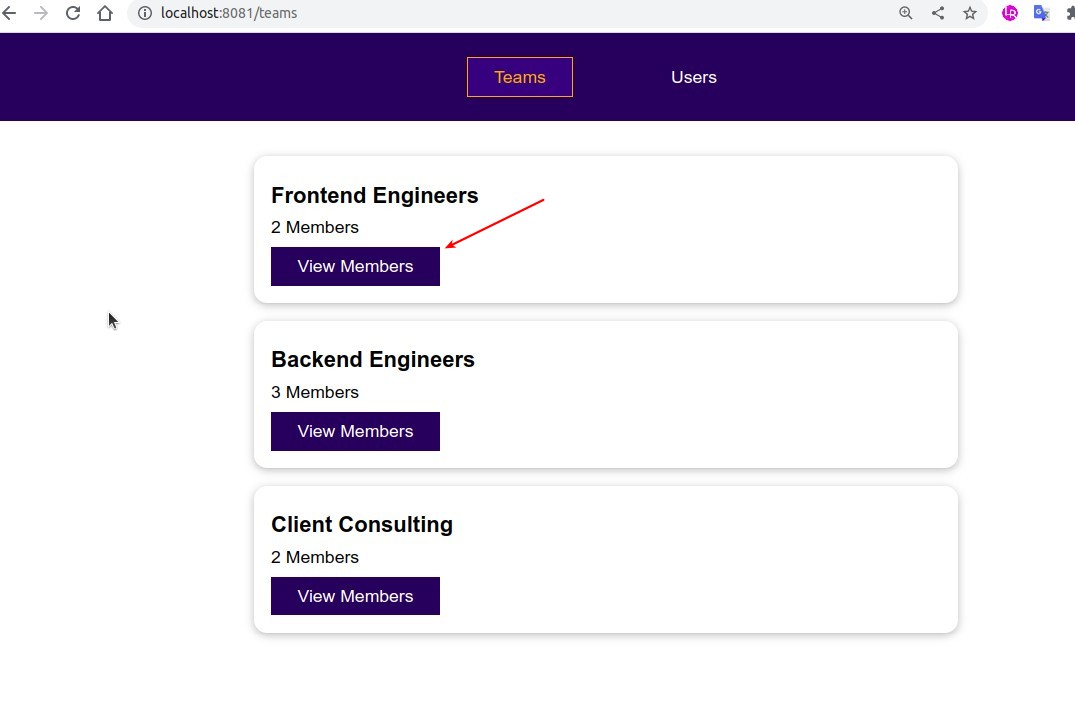 localhost:8081/teams
Teams
Users
Frontend Engineers
2 Members
View Members
Backend Engineers
3 Members
View Members
Client Consulting
2 Members
View Members